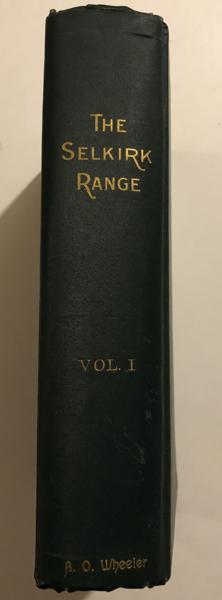 THE
SELKIRK
RANGE
VOL. I
A. O. Wheeler